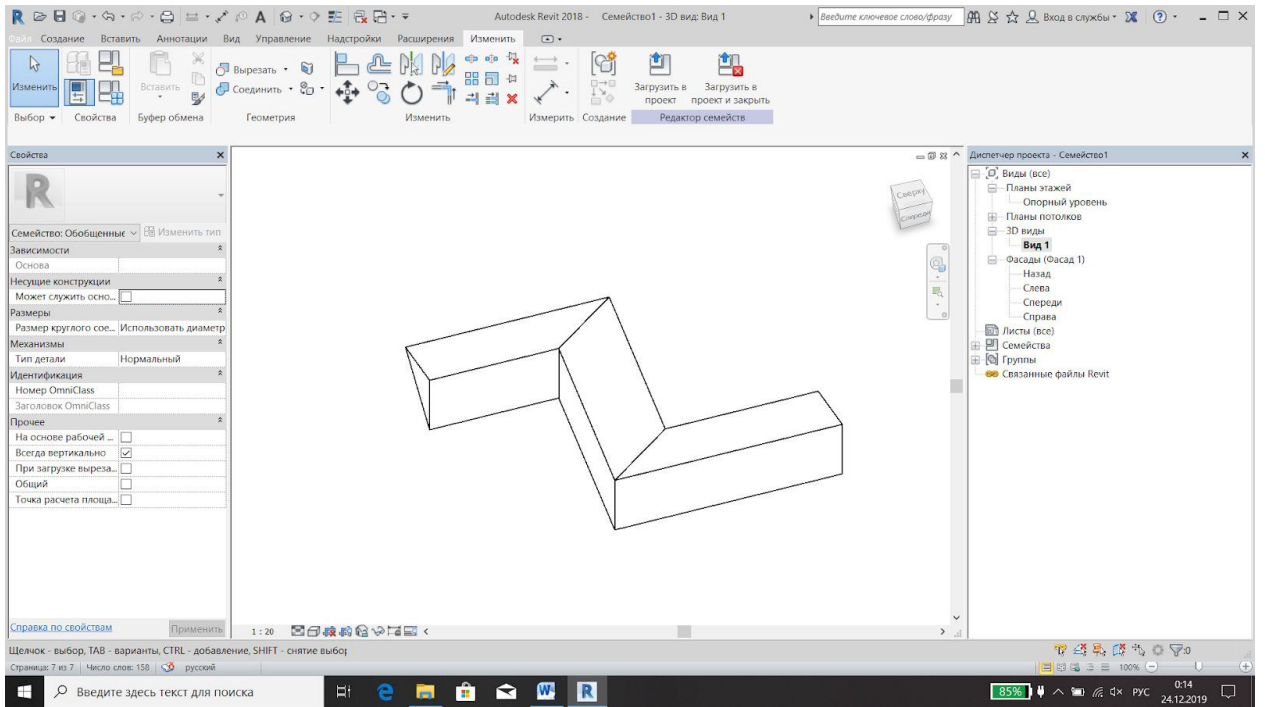 Autodesk Revit 2018 - Семейство1 - 3D вид: Вид 1
Введите ключевое слово/фразу
Вход в службы
Файл Создание Вставить Аннотации Вид Управление Надстройки Расширения Изменить
Изменить
Вставить
Вырезать
Соединить
Загрузить в проект
Загрузить в проект и закрыть
Выбор Свойства Буфер обмена Геометрия Изменить Измерить Создание Редактор семейств
Свойства
Семейство: Обобщенные
Изменить тип
Зависимости
Основа
Несущие конструкции
Может служить осно...
Размеры
Размер круглого сое... Использовать диаметр
Механизмы
Тип детали Нормальный
Идентификация
Номер OmniClass
Заголовок OmniClass
Прочее
На основе рабочей ...
Всегда вертикально
При загрузке выреза...
Общий
Точка расчета площа...
Справка по свойствам
Применить
Сверху
Спереди
1 : 20
Диспетчер проекта - Семейство1
Виды (все)
Планы этажей
Опорный уровень
Планы потолков
3D виды
Вид 1
Фасады (Фасад 1)
Назад
Слева
Спереди
Справа
Листы (все)
Семейства
Группы
Связанные файлы Revit
Щелчок - выбор, TAB - варианты, CTRL - добавление, SHIFT - снятие выбор
:0
Страница: 7 из 7 Число слов: 158 русский
100%
Введите здесь текст для поиска
85%
РУС
0:14
24.12.2019